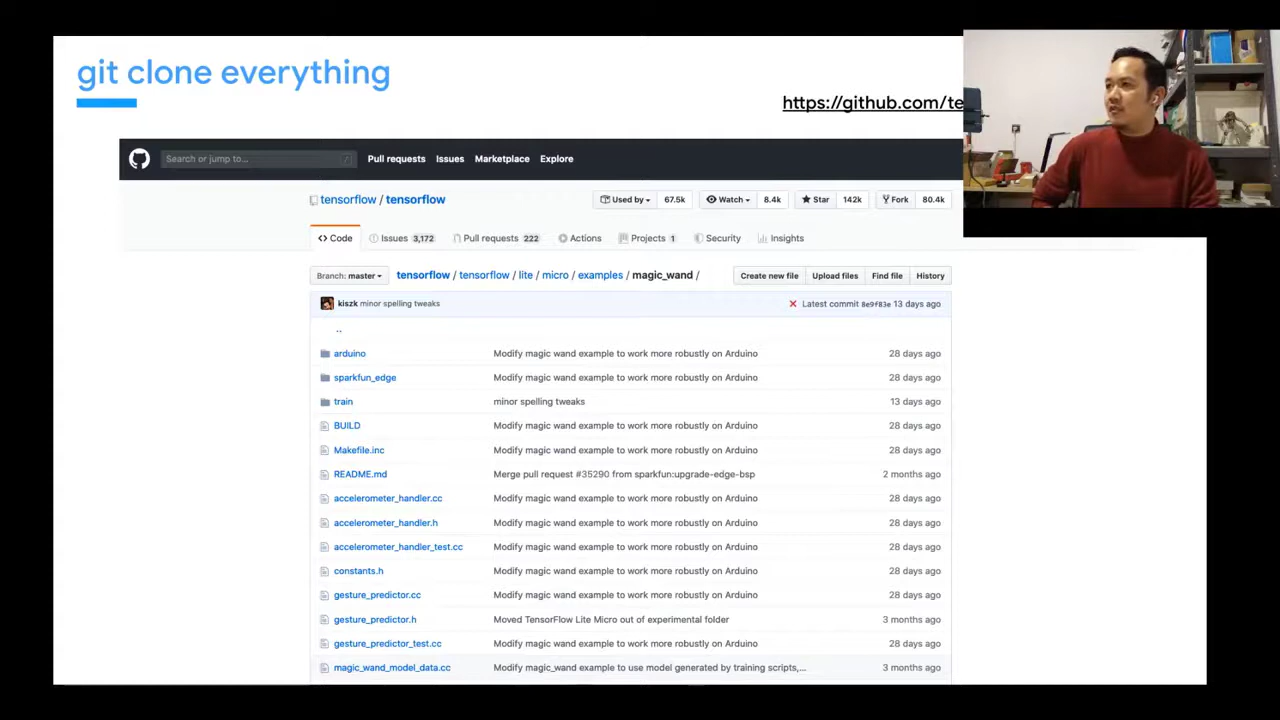 git clone everything
https://github.com/te
Search or jump to... /
Pull requests Issues Marketplace Explore
tensorflow / tensorflow
Used by 67.5k Watch 8.4k Star 142k Fork 80.4k
Code Issues 3,172 Pull requests 222 Actions Projects 1 Security Insights
Branch: master tensorflow / tensorflow / lite / micro / examples / magic_wand / Create new file Upload files Find file History
kiszk minor spelling tweaks Latest commit 8e9f83e 13 days ago
..
arduino Modify magic wand example to work more robustly on Arduino 28 days ago
sparkfun_edge Modify magic wand example to work more robustly on Arduino 28 days ago
train minor spelling tweaks 13 days ago
BUILD Modify magic wand example to work more robustly on Arduino 28 days ago
Makefile.inc Modify magic wand example to work more robustly on Arduino 28 days ago
README.md Merge pull request #35290 from sparkfun:upgrade-edge-bsp 2 months ago
accelerometer_handler.cc Modify magic wand example to work more robustly on Arduino 28 days ago
accelerometer_handler.h Modify magic wand example to work more robustly on Arduino 28 days ago
accelerometer_handler_test.cc Modify magic wand example to work more robustly on Arduino 28 days ago
constants.h Modify magic wand example to work more robustly on Arduino 28 days ago
gesture_predictor.cc Modify magic wand example to work more robustly on Arduino 28 days ago
gesture_predictor.h Moved TensorFlow Lite Micro out of experimental folder 3 months ago
gesture_predictor_test.cc Modify magic wand example to work more robustly on Arduino 28 days ago
magic_wand_model_data.cc Modify magic_wand example to use model generated by training scripts,... 3 months ago